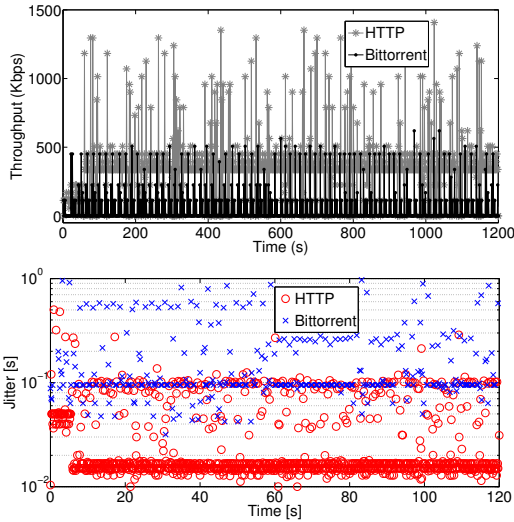 1500
1000
500
0
Throughput (Kbps)
HTTP
Bittorrent
0 200 400 600 800 1000 1200
Time (s)
10^0
10^-1
10^-2
Jitter [s]
HTTP
Bittorrent
0 20 40 60 80 100 120
Time [s]